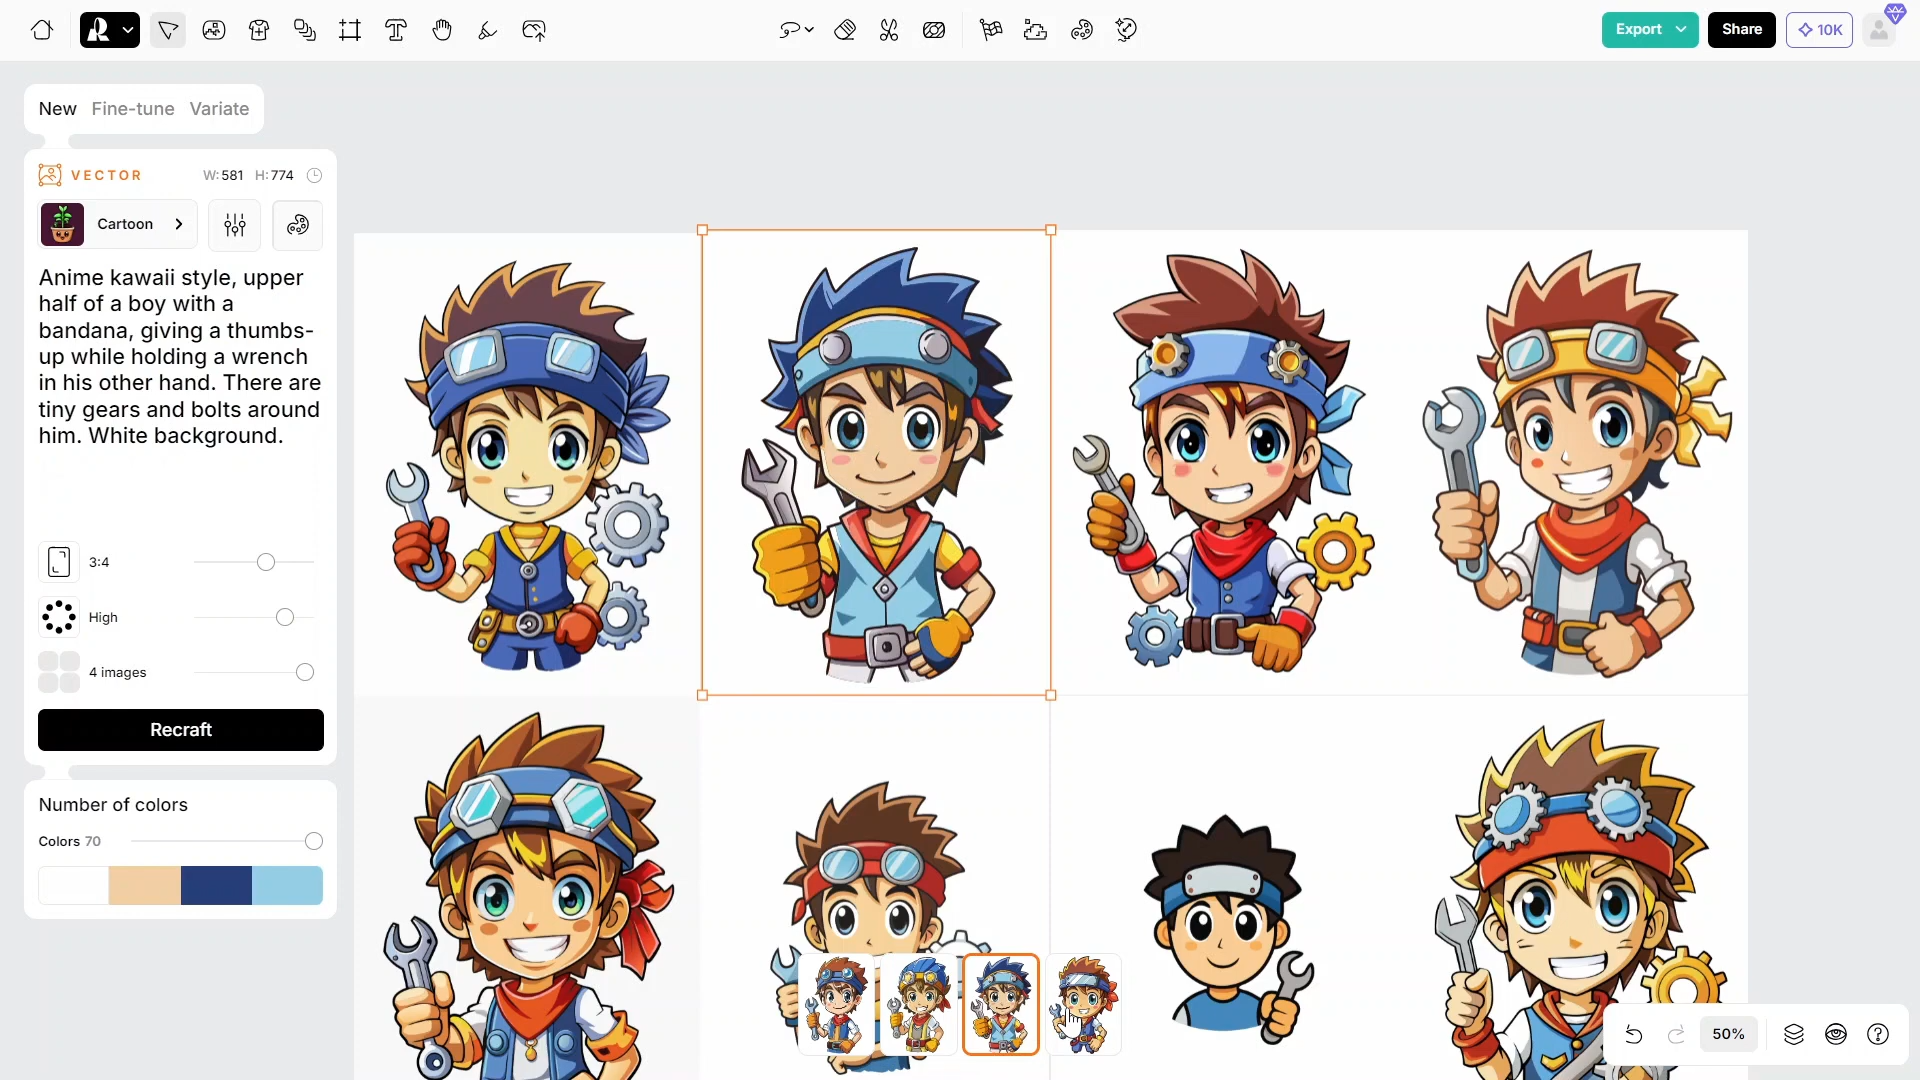 Export
Share
10K
New Fine-tune Variate
VECTOR W: 581 H: 774
Cartoon
Anime kawaii style, upper
half of a boy with a
bandana, giving a thumbs-
up while holding a wrench
in his other hand. There are
tiny gears and bolts around
him. White background.
3:4
High
4 images
Recraft
Number of colors
Colors 70
50%